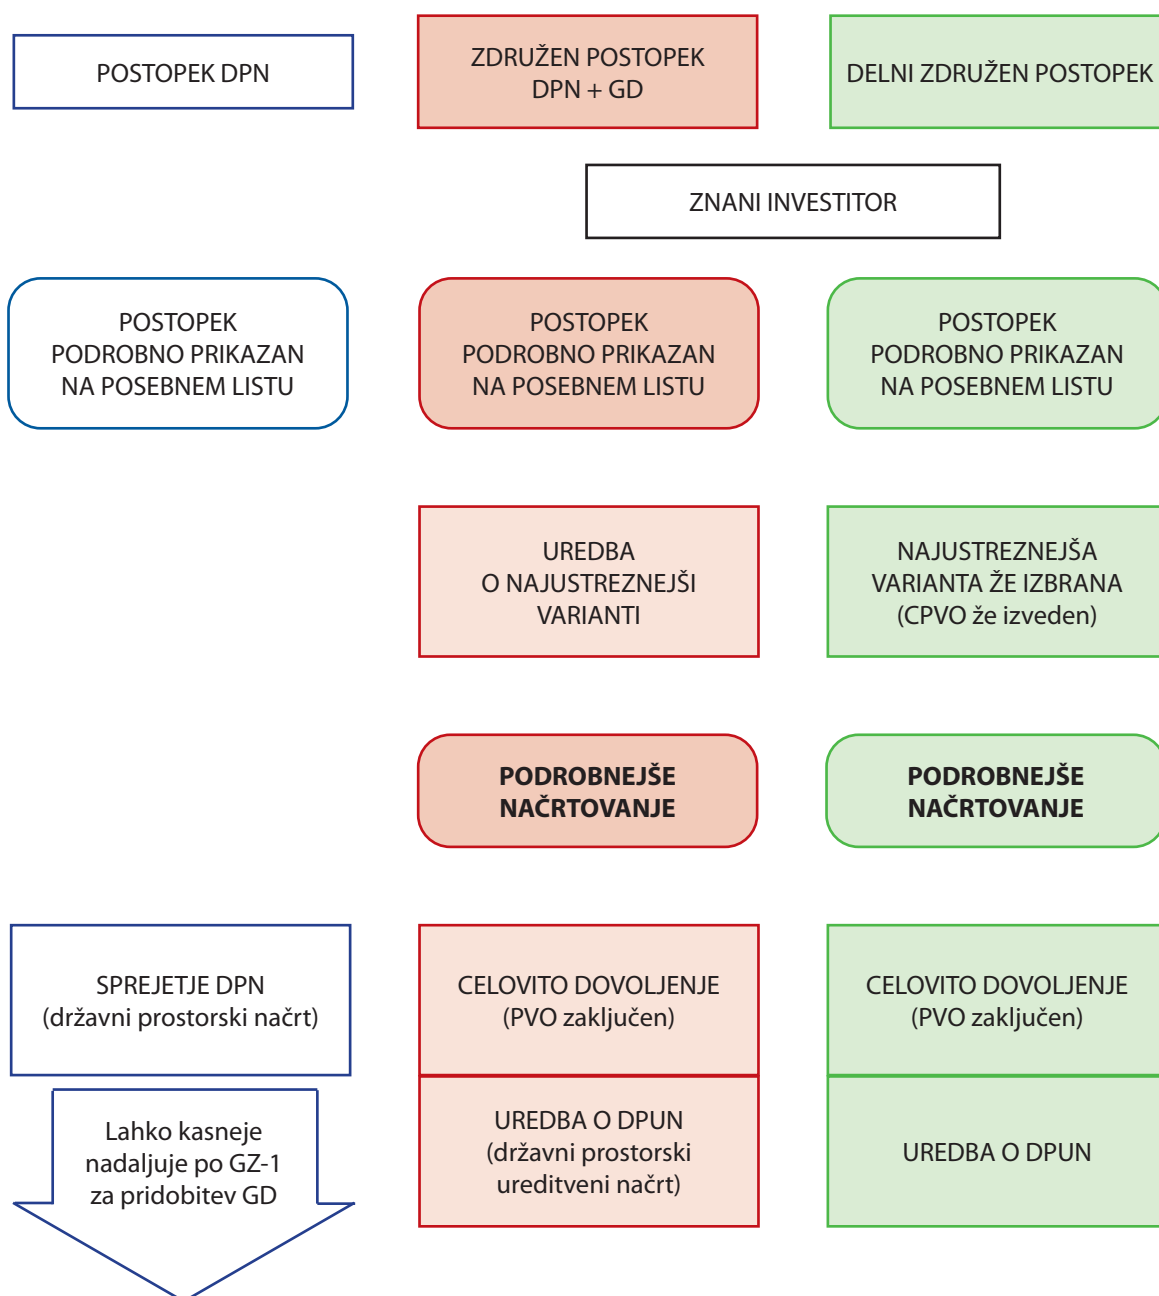 POSTOPEK DPN
ZDRUŽEN POSTOPEK
DPN + GD
DELNI ZDRUŽEN POSTOPEK
ZNANI INVESTITOR
POSTOPEK
PODROBNO PRIKAZAN
NA POSEBNEM LISTU
POSTOPEK
PODROBNO PRIKAZAN
NA POSEBNEM LISTU
POSTOPEK
PODROBNO PRIKAZAN
NA POSEBNEM LISTU
UREDBA
O NAJUSTREZNEJŠI
VARIANTI
NAJUSTREZNEJŠA
VARIANTA ŽE IZBRANA
(CPVO že izveden)
PODROBNEJŠE
NAČRTOVANJE
PODROBNEJŠE
NAČRTOVANJE
SPREJETJE DPN
(državni prostorski načrt)
CELOVITO DOVOLJENJE
(PVO zaključen)
CELOVITO DOVOLJENJE
(PVO zaključen)
Lahko kasneje
nadaljuje po GZ-1
za pridobitev GD
UREDBA O DPUN
(državni prostorski
ureditveni načrt)
UREDBA O DPUN